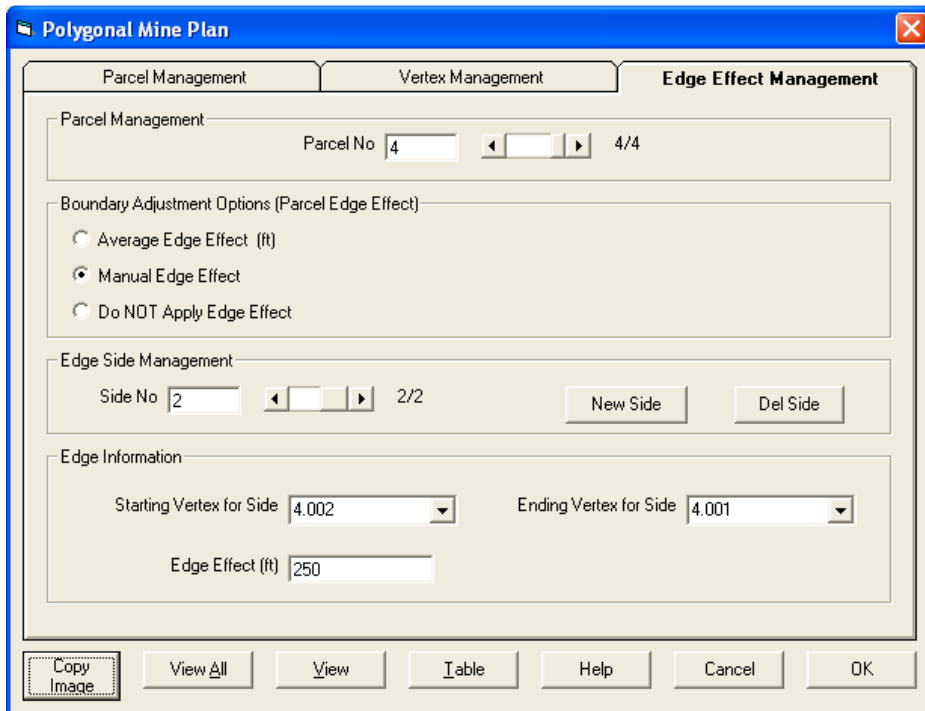 Polygonal Mine Plan
Parcel Management Vertex Management Edge Effect Management
Parcel Management
Parcel No 4 4/4
Boundary Adjustment Options (Parcel Edge Effect)
Average Edge Effect (ft)
Manual Edge Effect
Do NOT Apply Edge Effect
Edge Side Management
Side No 2 2/2 New Side Del Side
Edge Information
Starting Vertex for Side 4.002 Ending Vertex for Side 4.001
Edge Effect (ft) 250
Copy Image View All View Table Help Cancel OK